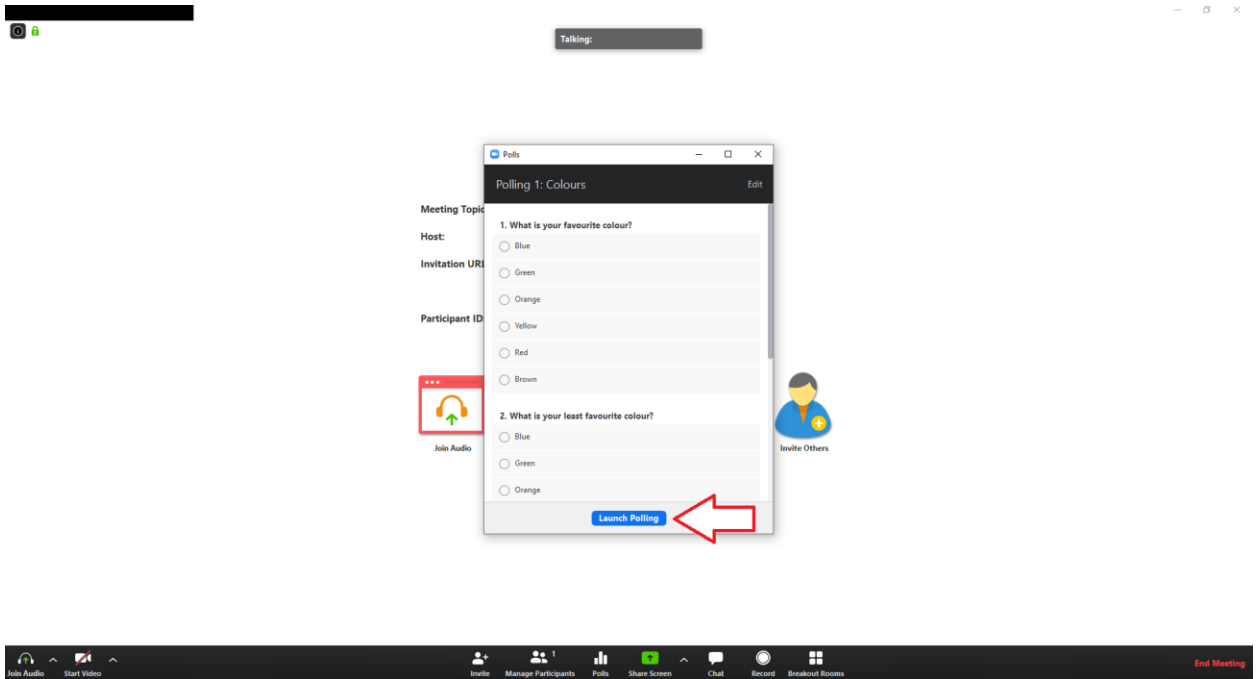 Talking:
Polls
Polling 1: Colours
Edit
Meeting Topic
Host:
Invitation URL
Participant ID
1. What is your favourite colour?
Blue
Green
Orange
Yellow
Red
Brown
2. What is your least favourite colour?
Blue
Green
Orange
Launch Polling
Join Audio
Invite Others
Join Audio
Start Video
Invite
1
Manage Participants
Polls
Share Screen
Chat
Record
Breakout Rooms
End Meeting